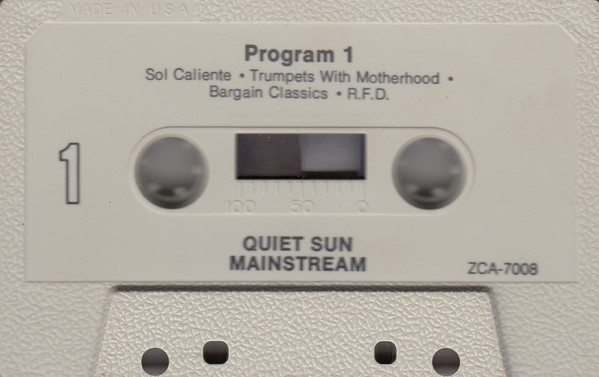 MADE IN U.S.A.
Program 1
Sol Caliente • Trumpets With Motherhood •
Bargain Classics • R.F.D.
1
100 50 0
QUIET SUN
MAINSTREAM
ZCA-7008